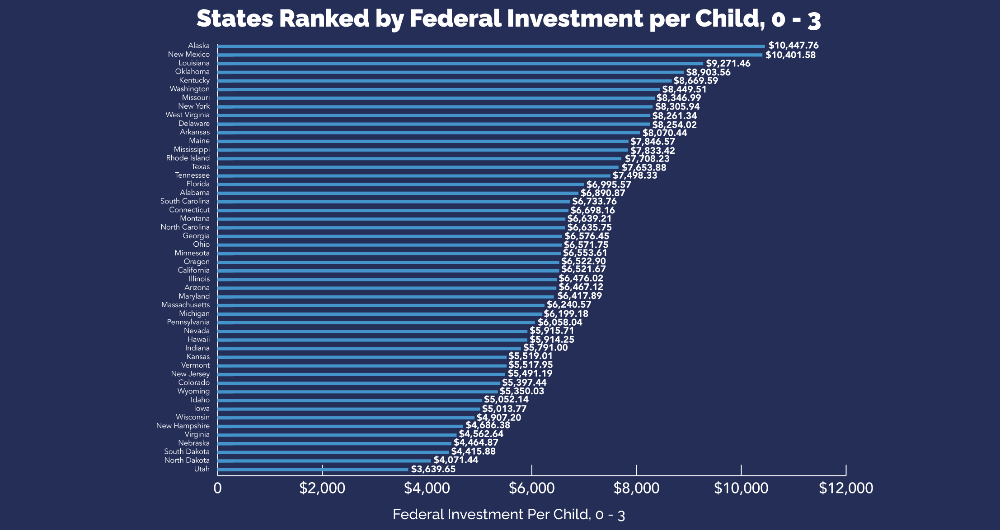 States Ranked by Federal Investment per Child, 0 - 3
Alaska $10,447.76
New Mexico $10,401.58
Louisiana $9,271.46
Oklahoma $8,903.56
Kentucky $8,669.59
Washington $8,449.51
Missouri $8,346.99
New York $8,305.94
West Virginia $8,261.34
Delaware $8,254.02
Arkansas $8,070.44
Maine $7,846.57
Mississippi $7,833.42
Rhode Island $7,708.23
Texas $7,653.88
Tennessee $7,498.33
Florida $6,995.57
Alabama $6,890.87
South Carolina $6,733.76
Connecticut $6,698.16
Montana $6,639.21
North Carolina $6,635.75
Georgia $6,576.45
Ohio $6,571.75
Minnesota $6,553.61
Oregon $6,522.90
California $6,521.67
Illinois $6,476.02
Arizona $6,467.12
Maryland $6,417.89
Massachusetts $6,240.57
Michigan $6,199.18
Pennsylvania $6,058.04
Nevada $5,915.71
Hawaii $5,914.25
Indiana $5,791.00
Kansas $5,519.01
Vermont $5,517.95
New Jersey $5,491.19
Colorado $5,397.44
Wyoming $5,350.03
Idaho $5,052.14
Iowa $5,013.77
Wisconsin $4,907.20
New Hampshire $4,686.38
Virginia $4,562.64
Nebraska $4,464.87
South Dakota $4,415.88
North Dakota $4,071.44
Utah $3,639.65
0 $2,000 $4,000 $6,000 $8,000 $10,000 $12,000
Federal Investment Per Child, 0 - 3